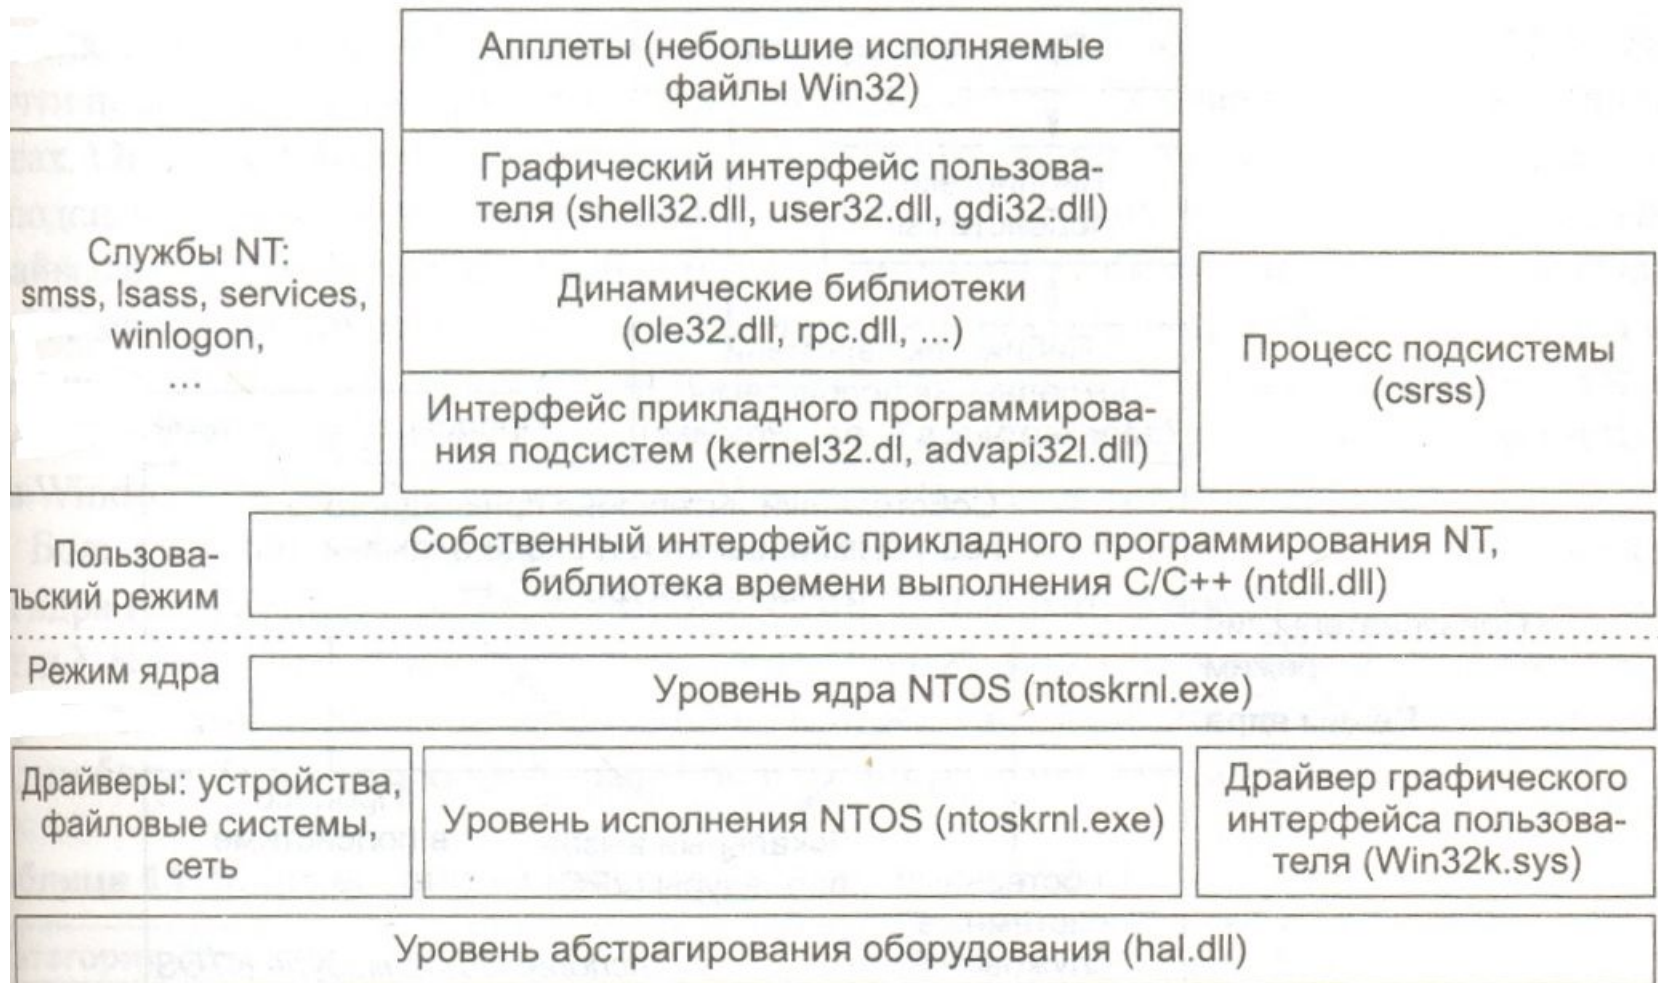 Апплеты (небольшие исполняемые
файлы Win32)
Графический интерфейс пользова-
теля (shell32.dll, user32.dll, gdi32.dll)
Службы NT:
smss, lsass, services,
winlogon,
...
Динамические библиотеки
(ole32.dll, rpc.dll, ...)
Процесс подсистемы
(csrss)
Интерфейс прикладного программирова-
ния подсистем (kernel32.dl, advapi32l.dll)
Пользова-
льский режим
Собственный интерфейс прикладного программирования NT,
библиотека времени выполнения C/C++ (ntdll.dll)
Режим ядра
Уровень ядра NTOS (ntoskrnl.exe)
Драйверы: устройства,
файловые системы,
сеть
Уровень исполнения NTOS (ntoskrnl.exe)
Драйвер графического
интерфейса пользова-
теля (Win32k.sys)
Уровень абстрагирования оборудования (hal.dll)